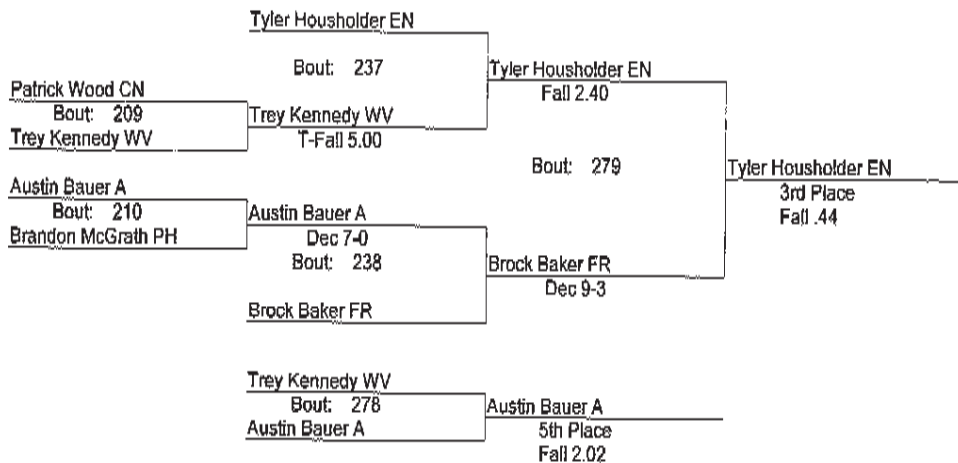 Tyler Housholder EN
Bout: 237
Tyler Housholder EN
Fall 2.40
Patrick Wood CN
Bout: 209
Trey Kennedy WV
Trey Kennedy WV
T-Fall 5.00
Bout: 279
Tyler Housholder EN
3rd Place
Fall .44
Austin Bauer A
Bout: 210
Brandon McGrath PH
Austin Bauer A
Dec 7-0
Bout: 238
Brock Baker FR
Dec 9-3
Brock Baker FR
Trey Kennedy WV
Bout: 278
Austin Bauer A
Austin Bauer A
5th Place
Fall 2.02